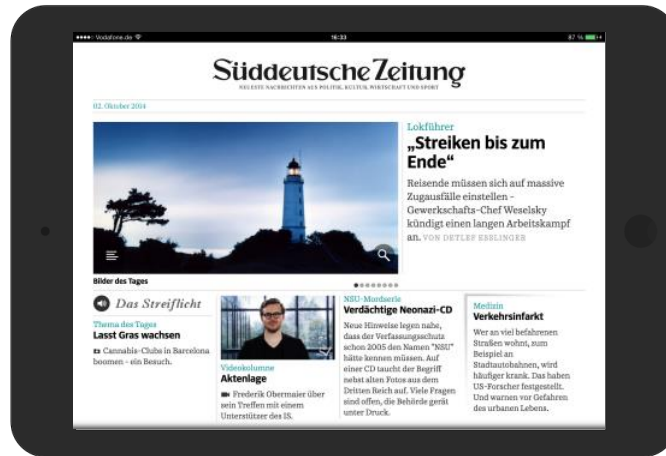 Vodafone.de
16:33
87 %
Süddeutsche Zeitung
NEUESTE NACHRICHTEN AUS POLITIK, KULTUR, WIRTSCHAFT UND SPORT
02. Oktober 2014
Lokführer
„Streiken bis zum
Ende“
Reisende müssen sich auf massive
Zugausfälle einstellen –
Gewerkschafts-Chef Weselsky
kündigt einen langen Arbeitskampf
an. VON DETLEF ESSLINGER
Bilder des Tages
Das Streiflicht
Thema des Tages
Lasst Gras wachsen
Cannabis-Clubs in Barcelona
boomen – ein Besuch.
Videokolumne
Aktenlage
Frederik Obermaier über
sein Treffen mit einem
Unterstützer des IS.
NSU-Mordserie
Verdächtige Neonazi-CD
Neue Hinweise legen nahe,
dass der Verfassungsschutz
schon 2005 den Namen "NSU"
hätte kennen müssen. Auf
einer CD taucht der Begriff
nebst alten Fotos aus dem
Dritten Reich auf. Viele Fragen
sind offen, die Behörde gerät
unter Druck.
Medizin
Verkehrsinfarkt
Wer an viel befahrenen
Straßen wohnt, zum
Beispiel an
Stadtautobahnen, wird
häufiger krank. Das haben
US-Forscher festgestellt.
Und warnen vor Gefahren
des urbanen Lebens.